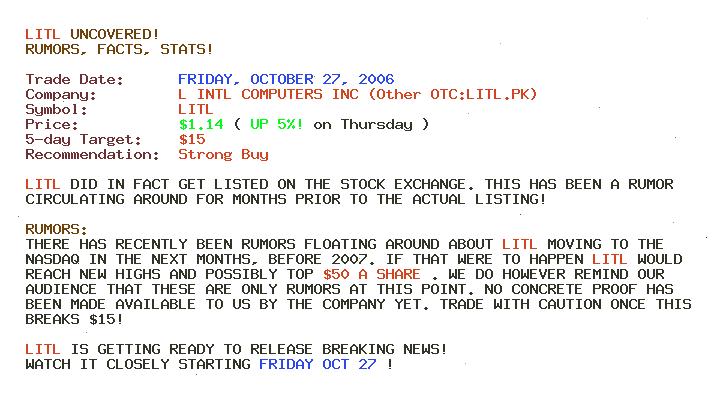 LITL UNCOVERED!
RUMORS, FACTS, STATS!
Trade Date: FRIDAY, OCTOBER 27, 2006
Company: L INTL COMPUTERS INC (Other OTC:LITL.PK)
Symbol: LITL
Price: $1.14 ( UP 5%! on Thursday )
5-day Target: $15
Recommendation: Strong Buy
LITL DID IN FACT GET LISTED ON THE STOCK EXCHANGE. THIS HAS BEEN A RUMOR
CIRCULATING AROUND FOR MONTHS PRIOR TO THE ACTUAL LISTING!
RUMORS:
THERE HAS RECENTLY BEEN RUMORS FLOATING AROUND ABOUT LITL MOVING TO THE
NASDAQ IN THE NEXT MONTHS, BEFORE 2007. IF THAT WERE TO HAPPEN LITL WOULD
REACH NEW HIGHS AND POSSIBLY TOP $50 A SHARE . WE DO HOWEVER REMIND OUR
AUDIENCE THAT THESE ARE ONLY RUMORS AT THIS POINT. NO CONCRETE PROOF HAS
BEEN MADE AVAILABLE TO US BY THE COMPANY YET. TRADE WITH CAUTION ONCE THIS
BREAKS $15!
LITL IS GETTING READY TO RELEASE BREAKING NEWS!
WATCH IT CLOSELY STARTING FRIDAY OCT 27 !